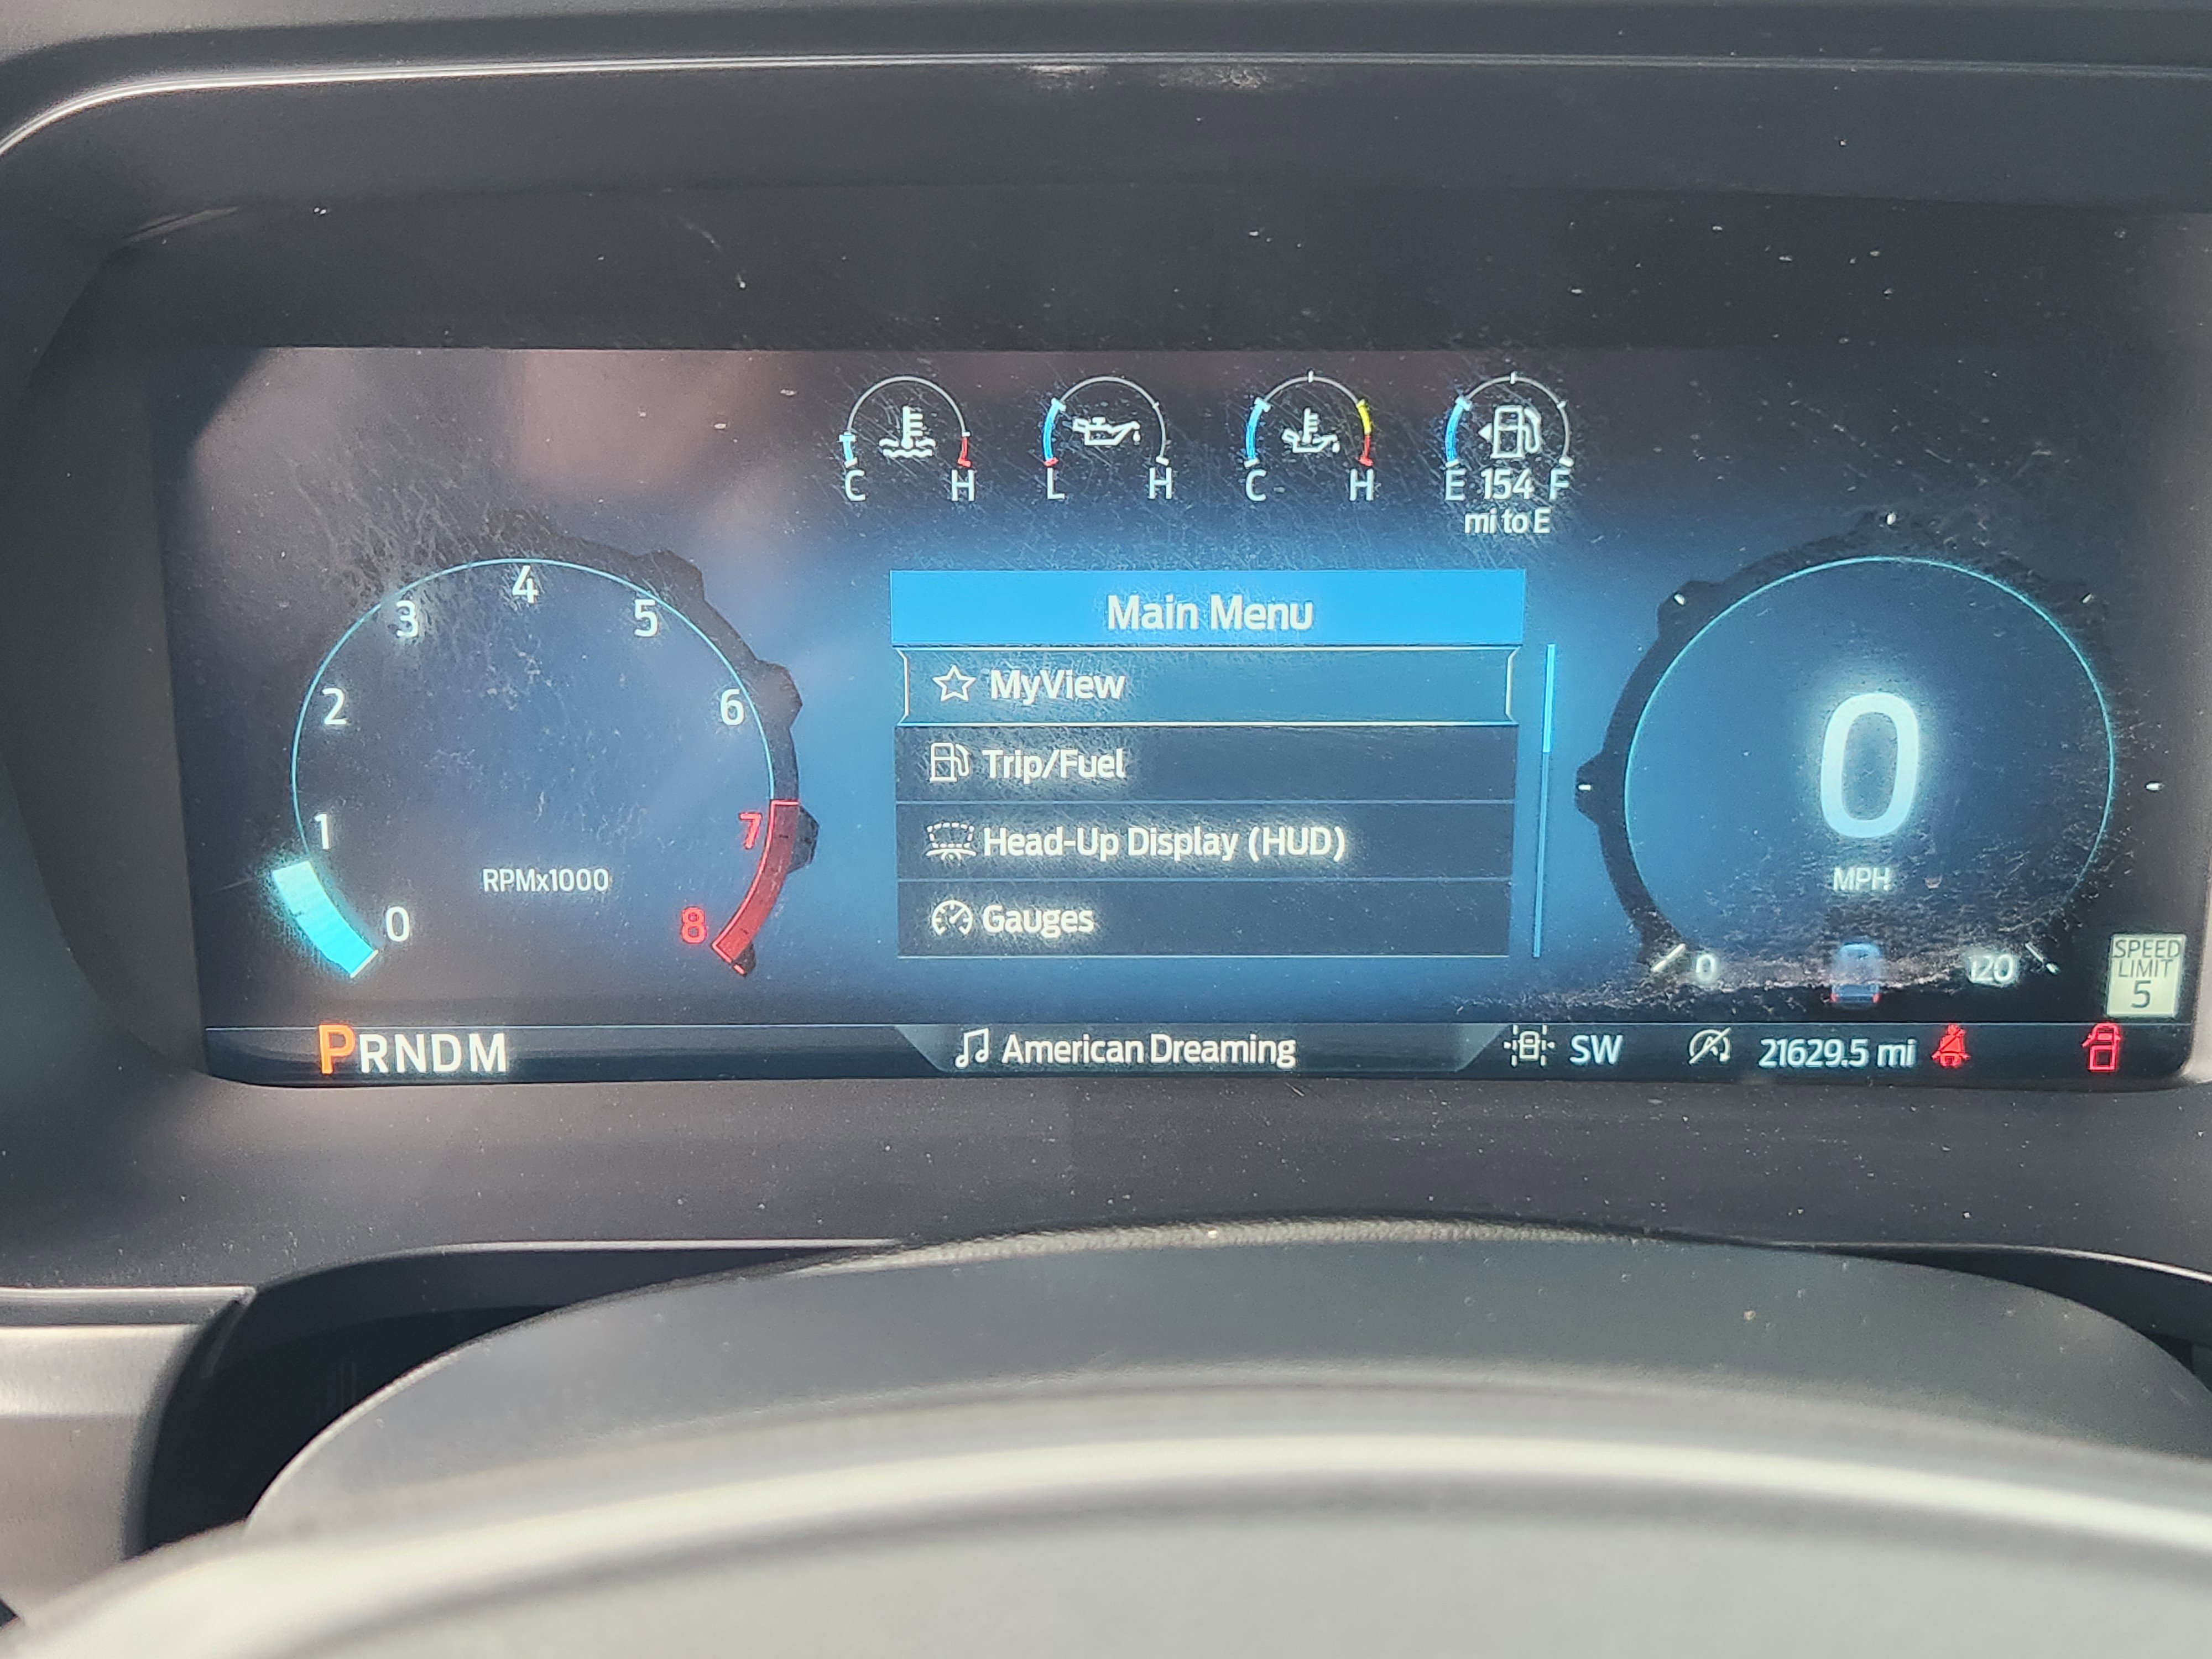 C H
L H
C H
E 154 F
mi to E
0
1
2
3
4
5
6
7
8
RPMx1000
Main Menu
MyView
Trip/Fuel
Head-Up Display (HUD)
Gauges
0
MPH
0 120
SPEED
LIMIT
5
PRNDM
American Dreaming
SW
21629.5 mi